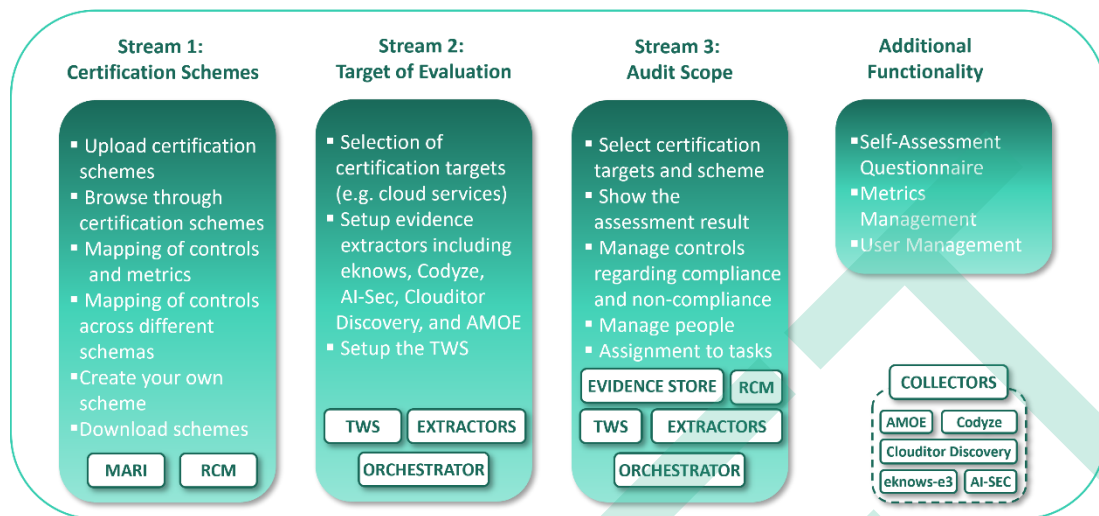 Stream 1:
Certification Schemes
▪ Upload certification
schemes
▪ Browse through
certification schemes
▪ Mapping of controls
and metrics
▪ Mapping of controls
across different
schemas
▪ Create your own
scheme
▪ Download schemes
MARI
RCM
Stream 2:
Target of Evaluation
▪ Selection of
certification targets
(e.g. cloud services)
▪ Setup evidence
extractors including
eknows, Codyze,
AI-Sec, Clouditor
Discovery, and AMOE
▪ Setup the TWS
TWS
EXTRACTORS
ORCHESTRATOR
Stream 3:
Audit Scope
▪ Select certification
targets and scheme
▪ Show the
assessment result
▪ Manage controls
regarding compliance
and non-compliance
▪ Manage people
▪ Assignment to tasks
EVIDENCE STORE
RCM
TWS
EXTRACTORS
ORCHESTRATOR
Additional
Functionality
▪ Self-Assessment
Questionnaire
▪ Metrics
Management
▪ User Management
COLLECTORS
AMOE
Codyze
Clouditor Discovery
eknows-e3
AI-SEC